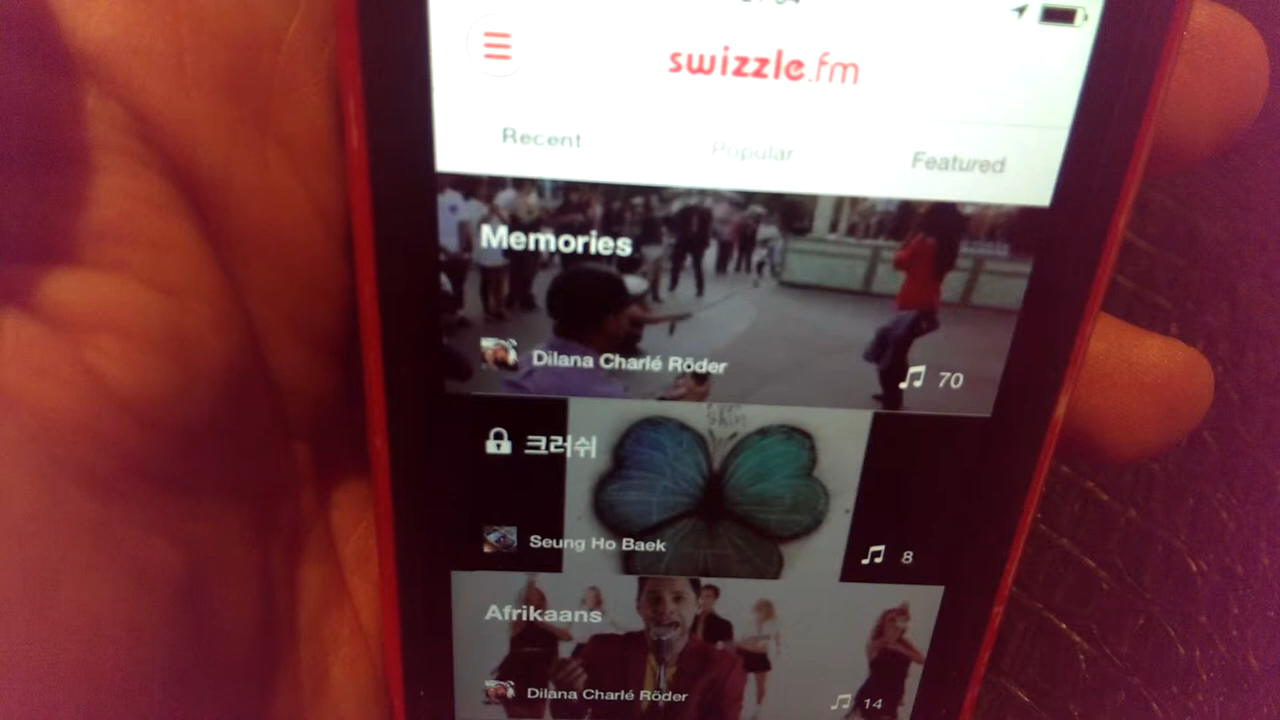 swizzle.fm
Recent Popular Featured
Memories
Dilana Charlé Röder 70
크러쉬
Seung Ho Baek 8
Afrikaans
Dilana Charlé Röder 14